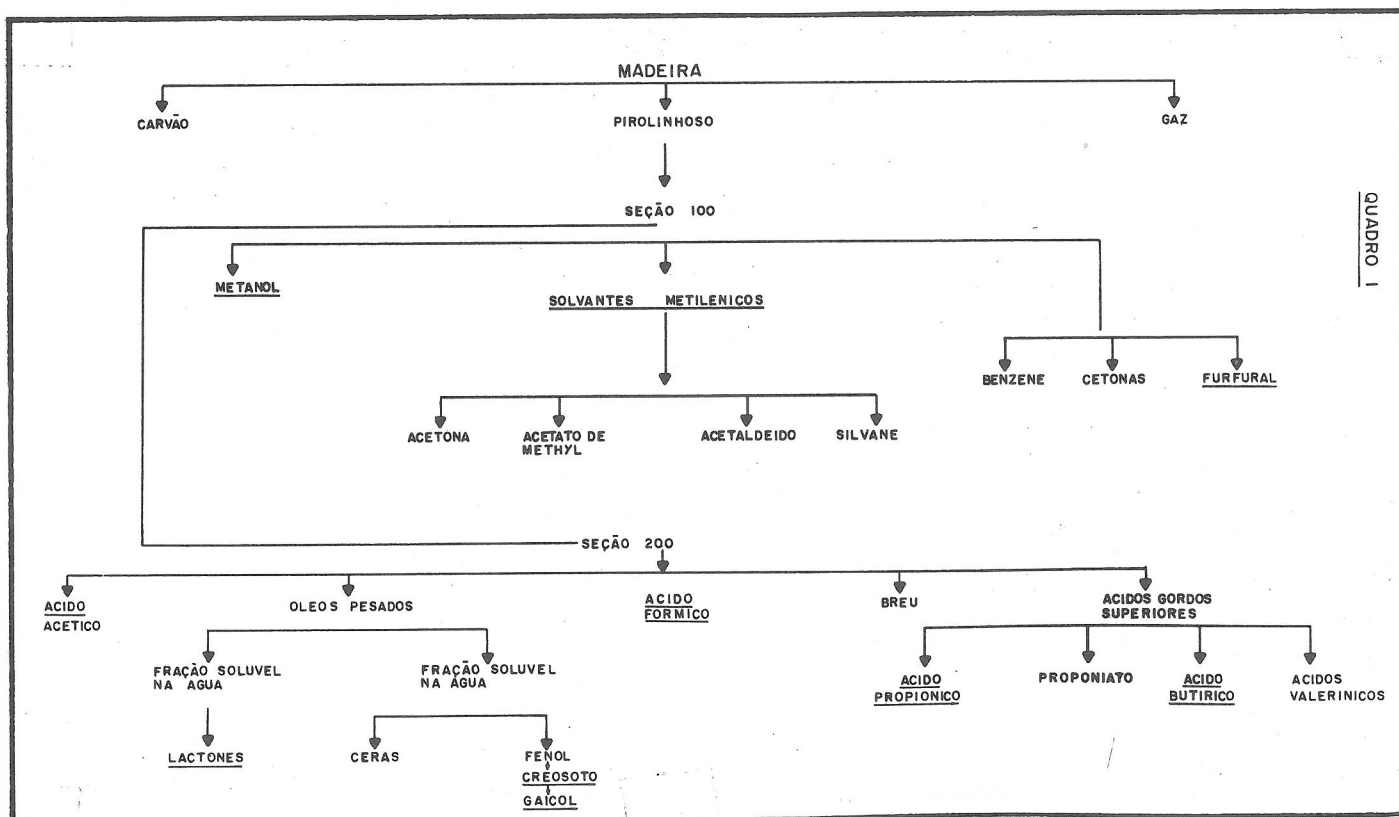 MADEIRA
CARVÃO
PIROLINHOSO
GAZ
QUADRO I
SEÇÃO 100
METANOL
SOLVANTES METILENICOS
BENZENE
CETONAS
FURFURAL
ACETONA
ACETATO DE
METHYL
ACETALDEIDO
SILVANE
SEÇÃO 200
ACIDO
ACETICO
OLEOS PESADOS
ACIDO
FORMICO
BREU
ACIDOS GORDOS
SUPERIORES
FRAÇÃO SOLUVEL
NA AGUA
FRAÇÃO SOLUVEL
NA AGUA
ACIDO
PROPIONICO
PROPONIATO
ACIDO
BUTIRICO
ACIDOS
VALERINICOS
LACTONES
CERAS
FENOL
CREOSOTO
GAICOL